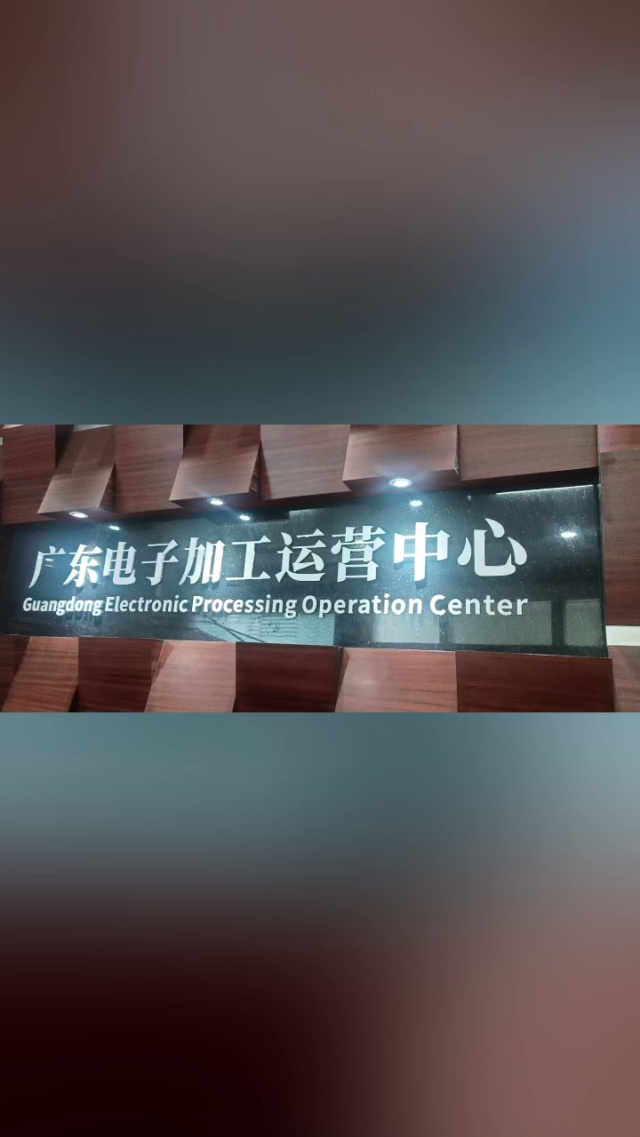 广东电子加工运营中心
Guangdong Electronic Processing Operation Center